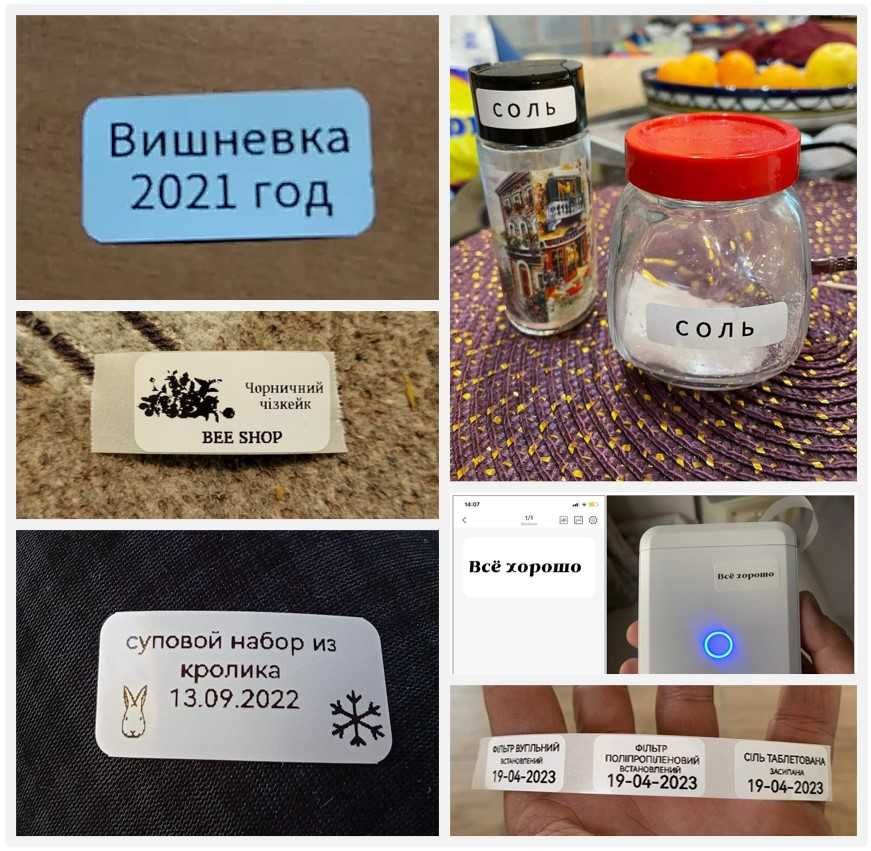 Вишневка
2021 год
СОЛЬ
СОЛЬ
Чорничний
чізкейк
BEE SHOP
14:07
1/1
Всё хорошо
Всё хорошо
суповой набор из
кролика
13.09.2022
ФІЛЬТР ВУГІЛЬНИЙ
ВСТАНОВЛЕНИЙ
19-04-2023
ФІЛЬТР
ПОЛІПРОПІЛЕНОВИЙ
ВСТАНОВЛЕНИЙ
19-04-2023
СІЛЬ ТАБЛЕТОВАНА
ЗАСИПАНА
19-04-2023